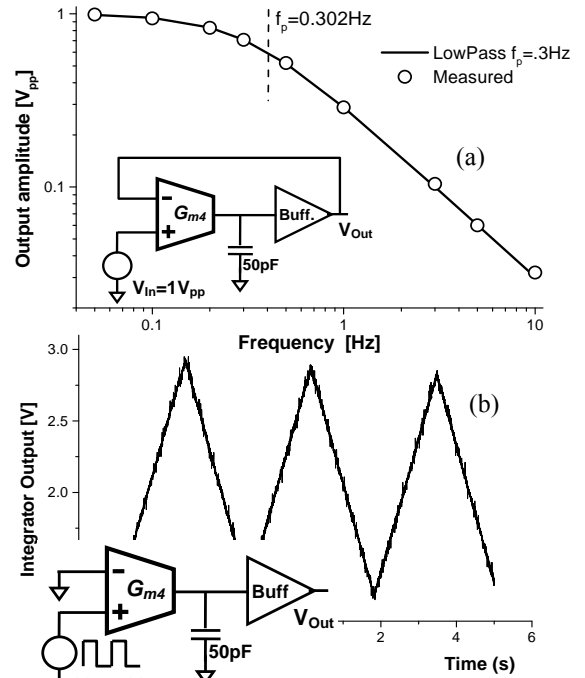 f_p=0.302Hz
LowPass f_p=.3Hz
Measured
(a)
Output amplitude [V_pp]
1
0.1
G_m4
-
+
Buff.
V_Out
50pF
V_In=1V_pp
0.1
1
10
Frequency [Hz]
(b)
Integrator Output [V]
3.0
2.5
2.0
G_m4
-
+
Buff
V_Out
50pF
2
4
6
Time (s)